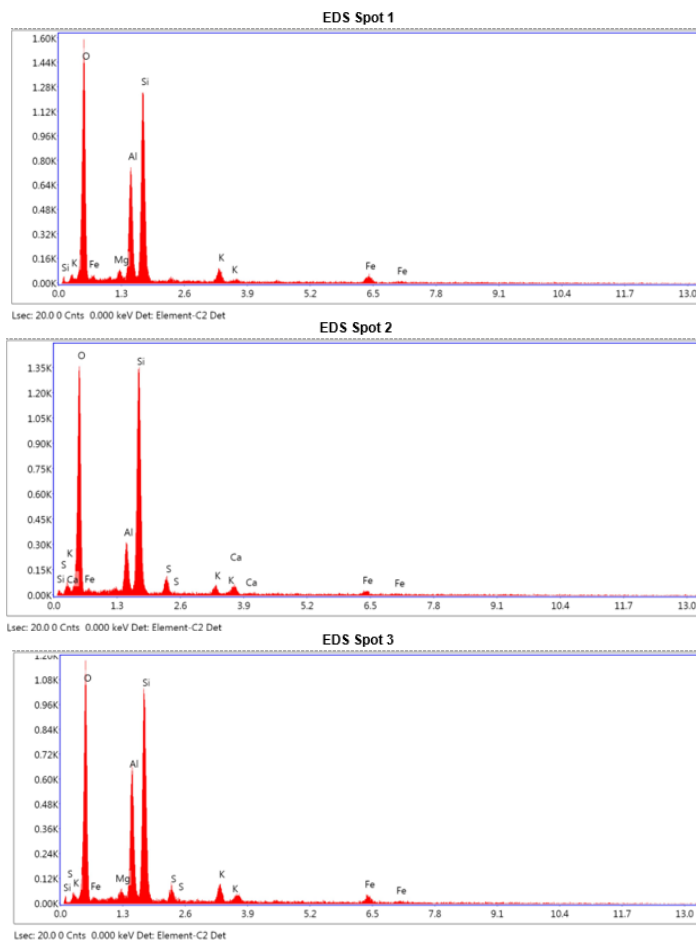 EDS Spot 1
1.60K
O
1.44K
Si
1.28K
1.12K
0.96K
0.80K
Al
0.64K
0.48K
0.32K
0.16K
Si K Fe Mg K K Fe Fe
0.00K
0.0 1.3 2.6 3.9 5.2 6.5 7.8 9.1 10.4 11.7 13.0
Lsec: 20.0 0 Cnts 0.000 keV Det: Element-C2 Det
EDS Spot 2
O Si
1.35K
1.20K
1.05K
0.90K
0.75K
0.60K
0.45K
Al
0.30K
K Ca
S S
0.15K
Si Ca Fe S K K Ca Fe Fe
0.00K
0.0 1.3 2.6 3.9 5.2 6.5 7.8 9.1 10.4 11.7 13.0
Lsec: 20.0 0 Cnts 0.000 keV Det: Element-C2 Det
EDS Spot 3
1.20K
O Si
1.08K
0.96K
0.84K
0.72K
Al
0.60K
0.48K
0.36K
0.24K
S K
0.12K
Si K Fe Mg S S K Fe Fe
0.00K
0.0 1.3 2.6 3.9 5.2 6.5 7.8 9.1 10.4 11.7 13.0
Lsec: 20.0 0 Cnts 0.000 keV Det: Element-C2 Det